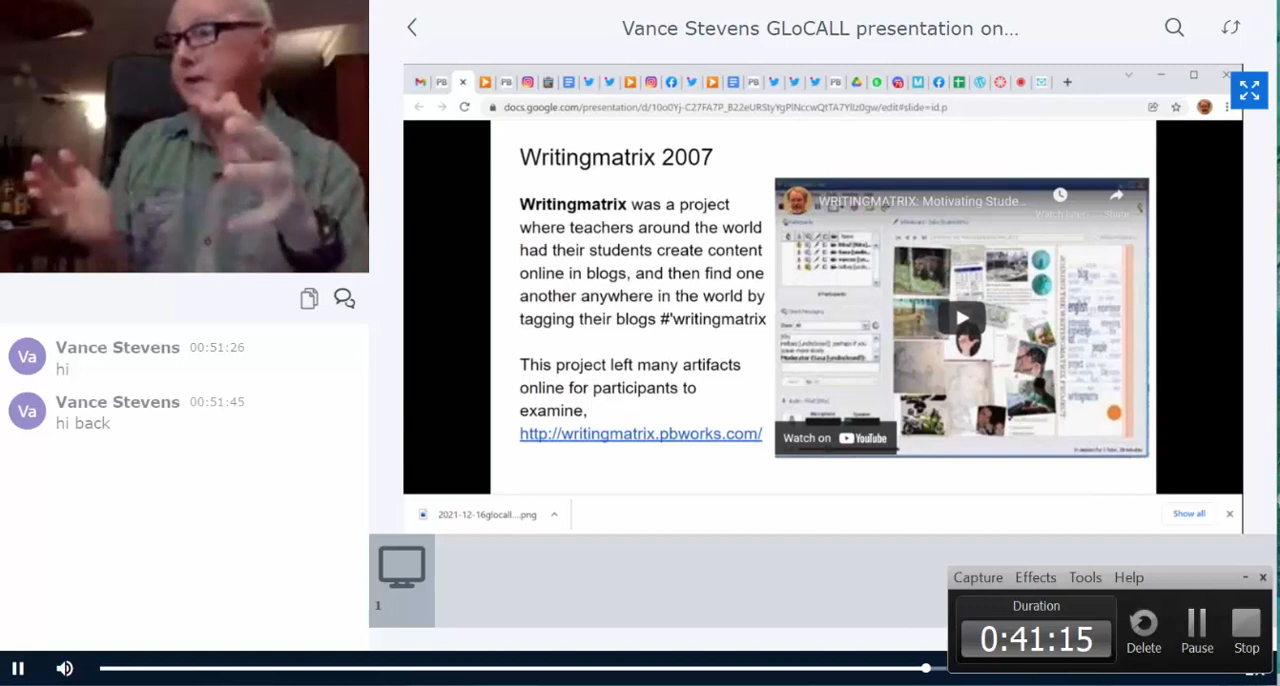 Vance Stevens GLoCALL presentation on...
docs.google.com/presentation/d/10o0Yj-C27FA7P_B22eURStyYgPlNccwQtTA7Yllz0gw/edit#slide=id.p
Writingmatrix 2007
Writingmatrix was a project
where teachers around the world
had their students create content
online in blogs, and then find one
another anywhere in the world by
tagging their blogs #'writingmatrix
This project left many artifacts
online for participants to
examine,
http://writingmatrix.pbworks.com/
WRITINGMATRIX: Motivating Stude...
Watch later
Share
Watch on YouTube
2021-12-16glocall....png
Show all
Va
Vance Stevens 00:51:26
hi
Va
Vance Stevens 00:51:45
hi back
1
Capture Effects Tools Help
Duration
0:41:15
Delete Pause Stop